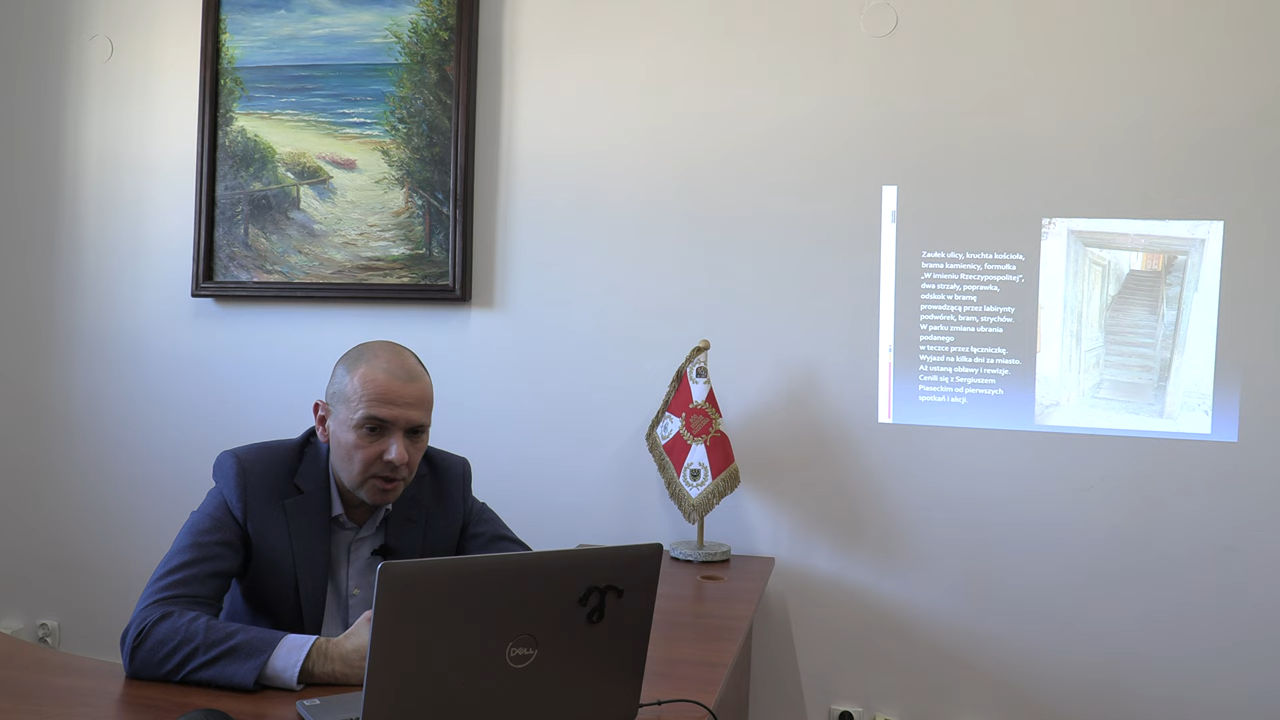 Zaułek ulicy, kruchta kościoła,
brama kamienicy, formułka
„W imieniu Rzeczypospolitej",
dwa strzały, poprawka,
odskok w bramę
prowadzącą przez labirynty
podwórek, bram, strychów.
W parku zmiana ubrania
podanego
w teczce przez łączniczkę.
Wyjazd na kilka dni za miasto.
Aż ustaną obławy i rewizje.
Cenili się z Sergiuszem
Piaseckim od pierwszych
spotkań i akcji.
DELL